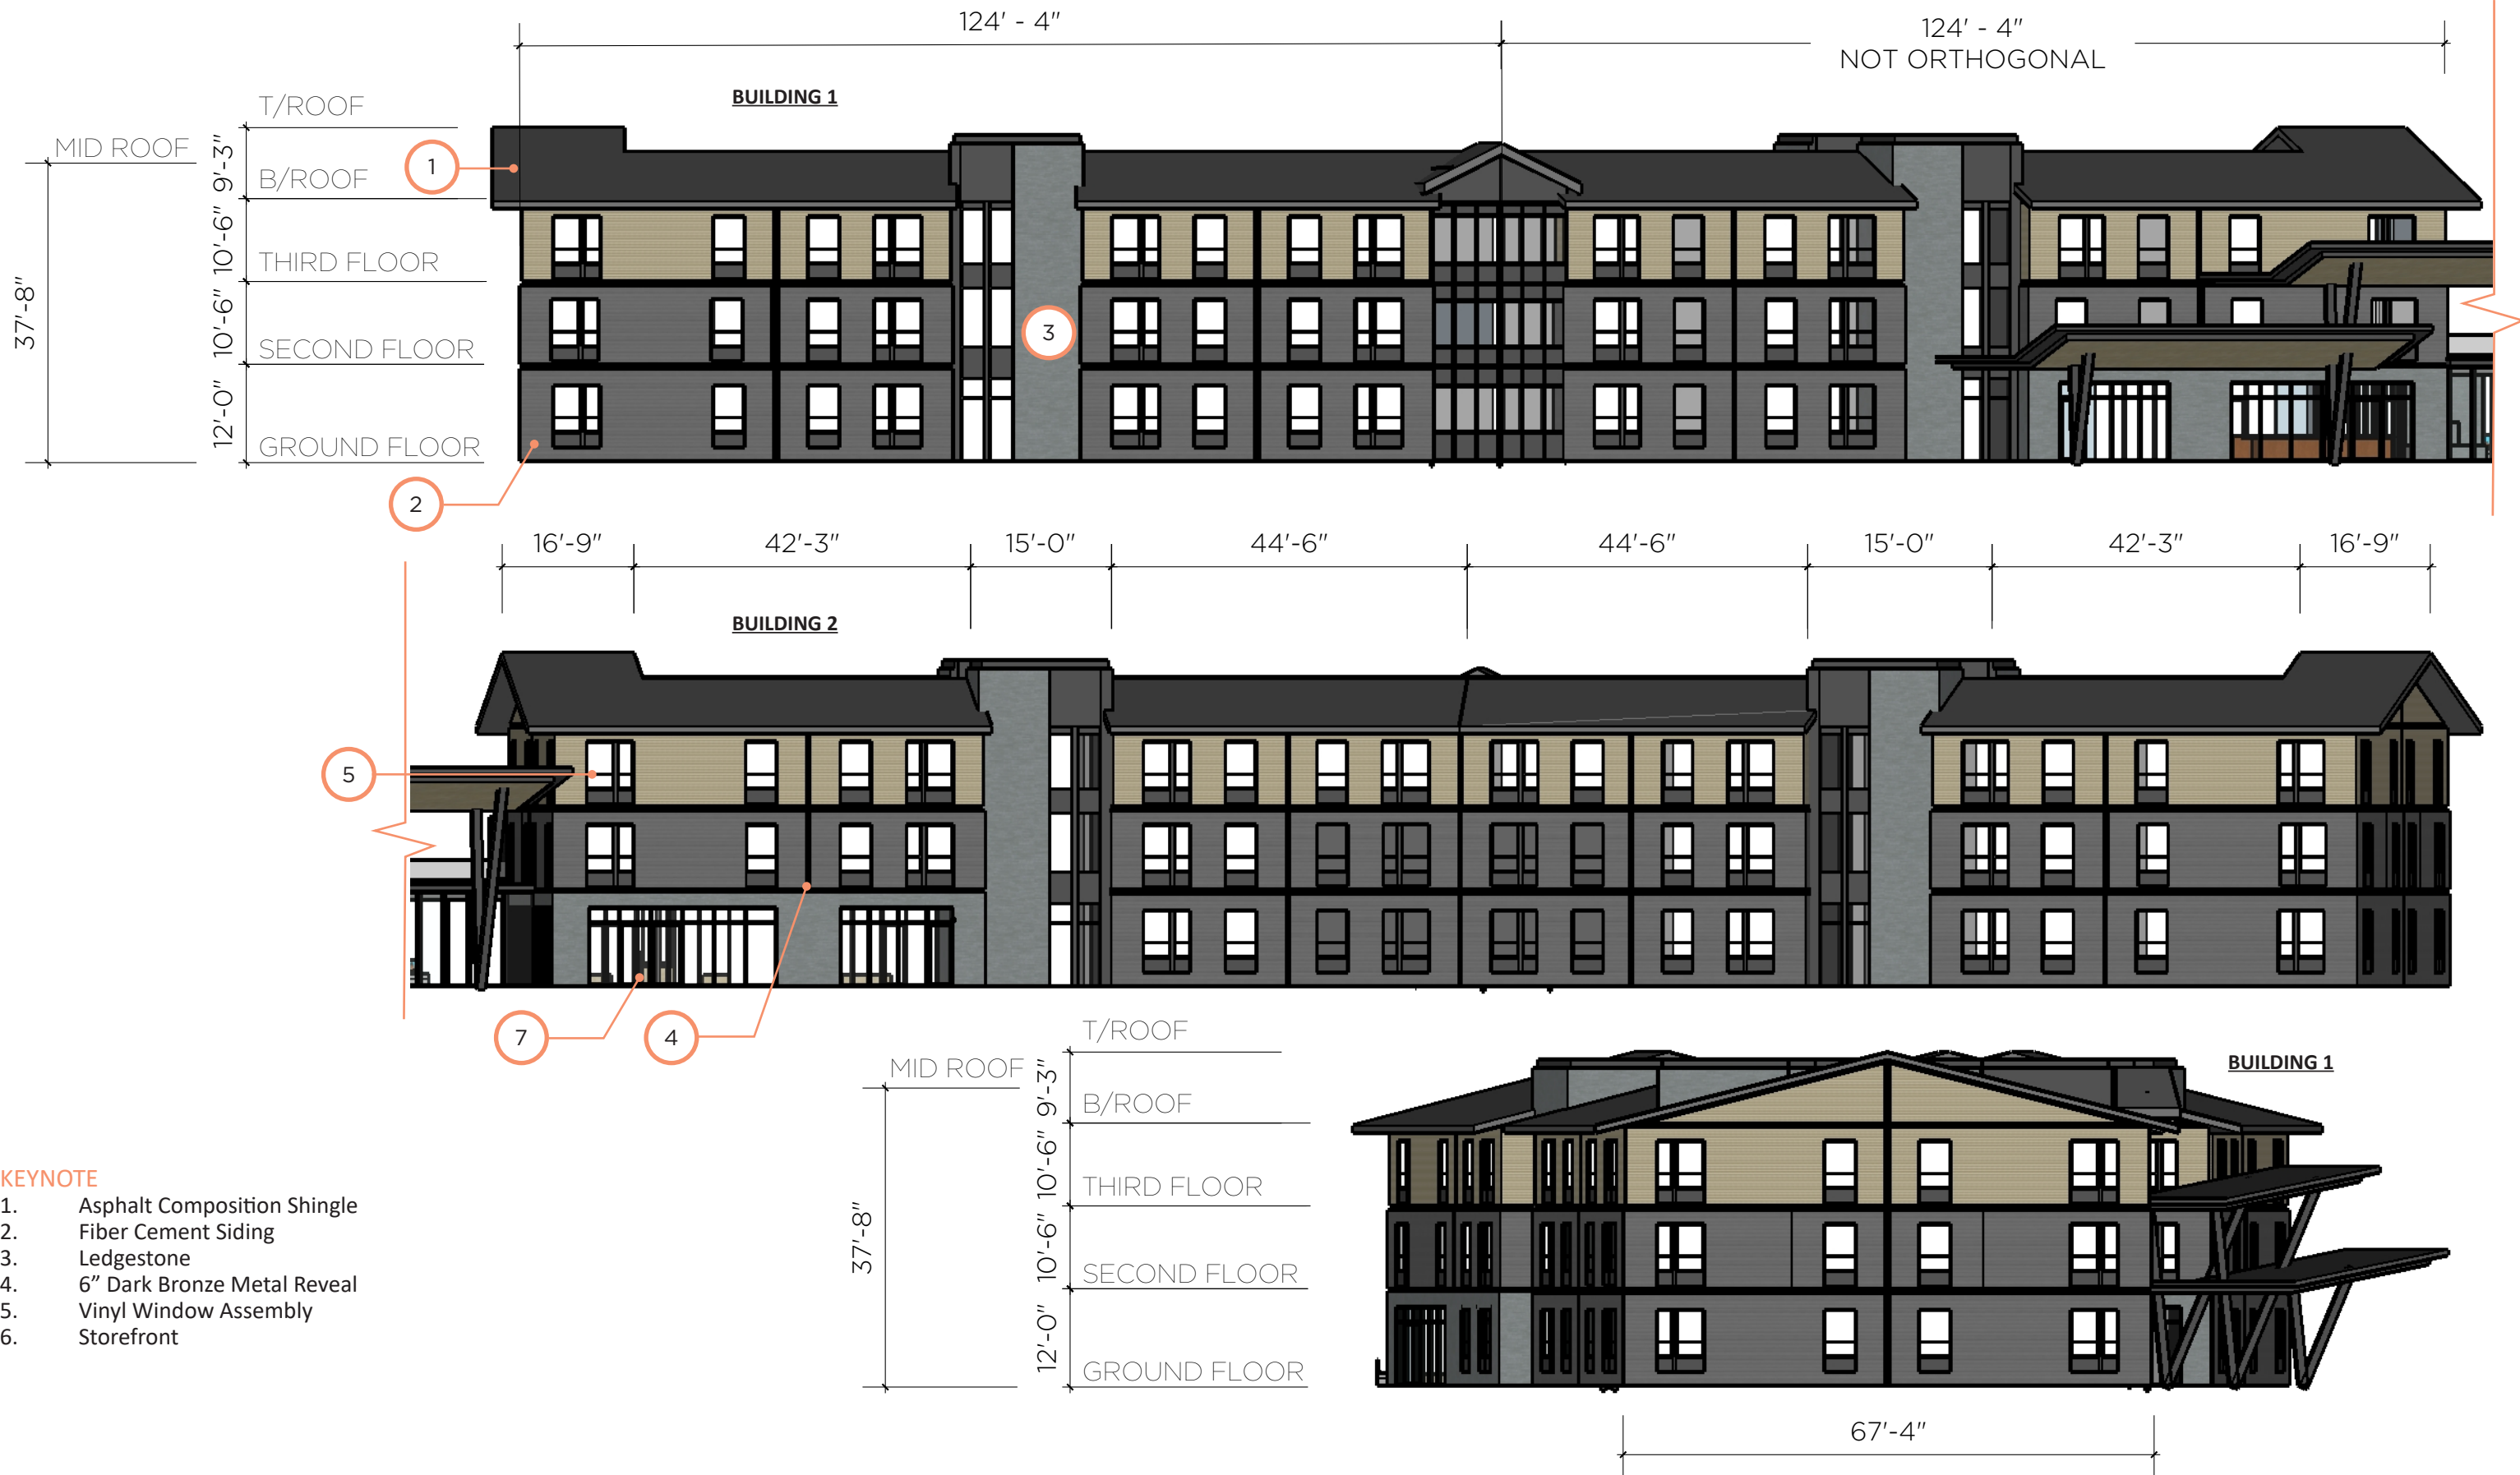 124' - 4"
124' - 4"
NOT ORTHOGONAL
BUILDING 1
T/ROOF
MID ROOF
9'-3"
B/ROOF
1
10'-6"
THIRD FLOOR
37'-8"
10'-6"
SECOND FLOOR
3
12'-0"
GROUND FLOOR
2
16'-9"
42'-3"
15'-0"
44'-6"
44'-6"
15'-0"
42'-3"
16'-9"
BUILDING 2
5
7
4
T/ROOF
MID ROOF
9'-3"
B/ROOF
BUILDING 1
10'-6"
THIRD FLOOR
37'-8"
10'-6"
SECOND FLOOR
12'-0"
GROUND FLOOR
67'-4"
KEYNOTE
1. Asphalt Composition Shingle
2. Fiber Cement Siding
3. Ledgestone
4. 6” Dark Bronze Metal Reveal
5. Vinyl Window Assembly
6. Storefront